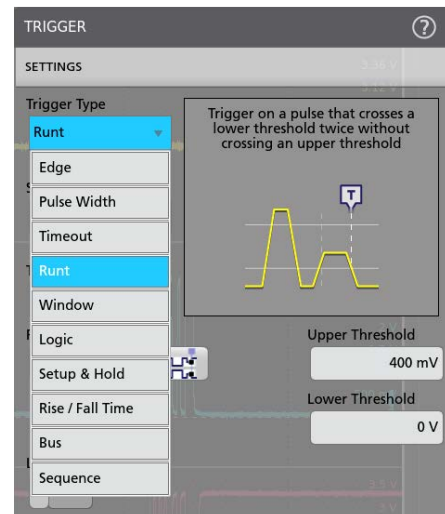 TRIGGER
?
SETTINGS
Trigger Type
Runt
Edge
Pulse Width
Timeout
Runt
Window
Logic
Setup & Hold
Rise / Fall Time
Bus
Sequence
Trigger on a pulse that crosses a
lower threshold twice without
crossing an upper threshold
T
Upper Threshold
400 mV
Lower Threshold
0 V
3.5 V